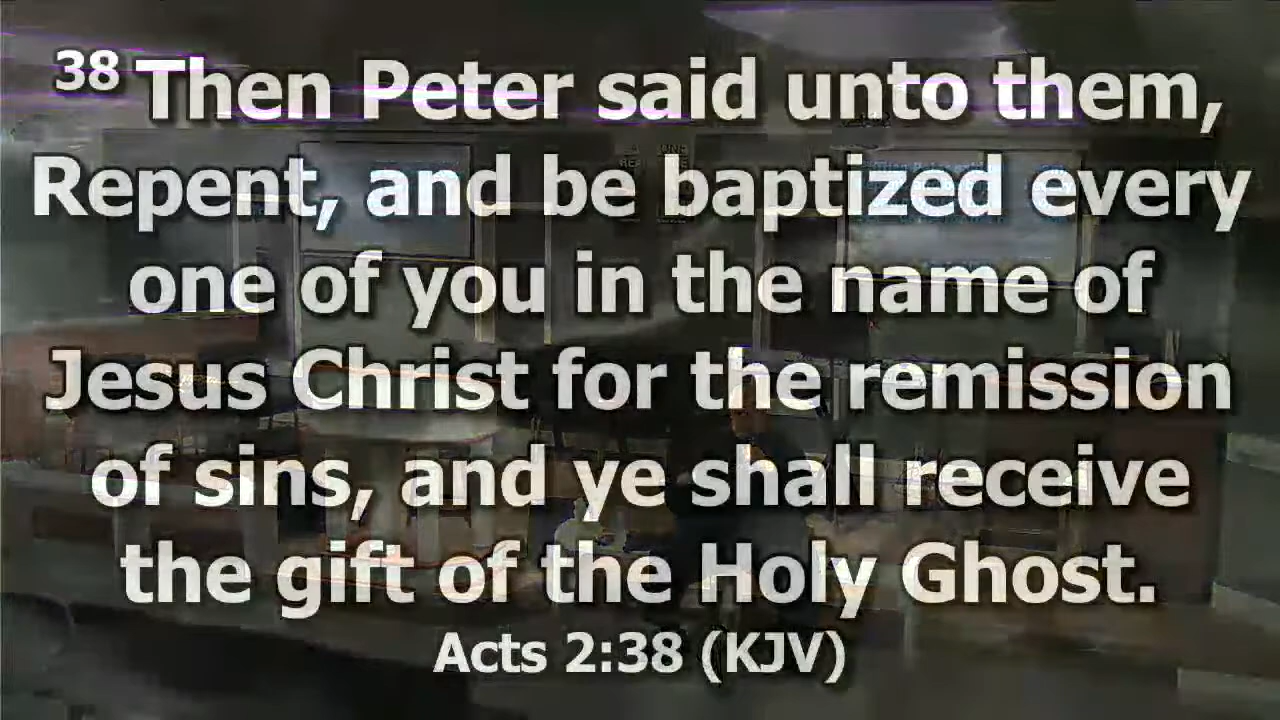 38 Then Peter said unto them,
Repent, and be baptized every
one of you in the name of
Jesus Christ for the remission
of sins, and ye shall receive
the gift of the Holy Ghost.
Acts 2:38 (KJV)